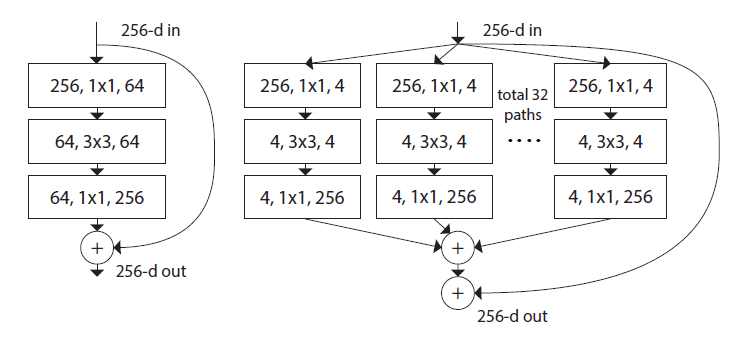 256-d in
256, 1x1, 64
64, 3x3, 64
64, 1x1, 256
+
256-d out
256-d in
256, 1x1, 4
256, 1x1, 4
total 32
paths
....
256, 1x1, 4
4, 3x3, 4
4, 3x3, 4
4, 3x3, 4
4, 1x1, 256
4, 1x1, 256
4, 1x1, 256
+
+
256-d out